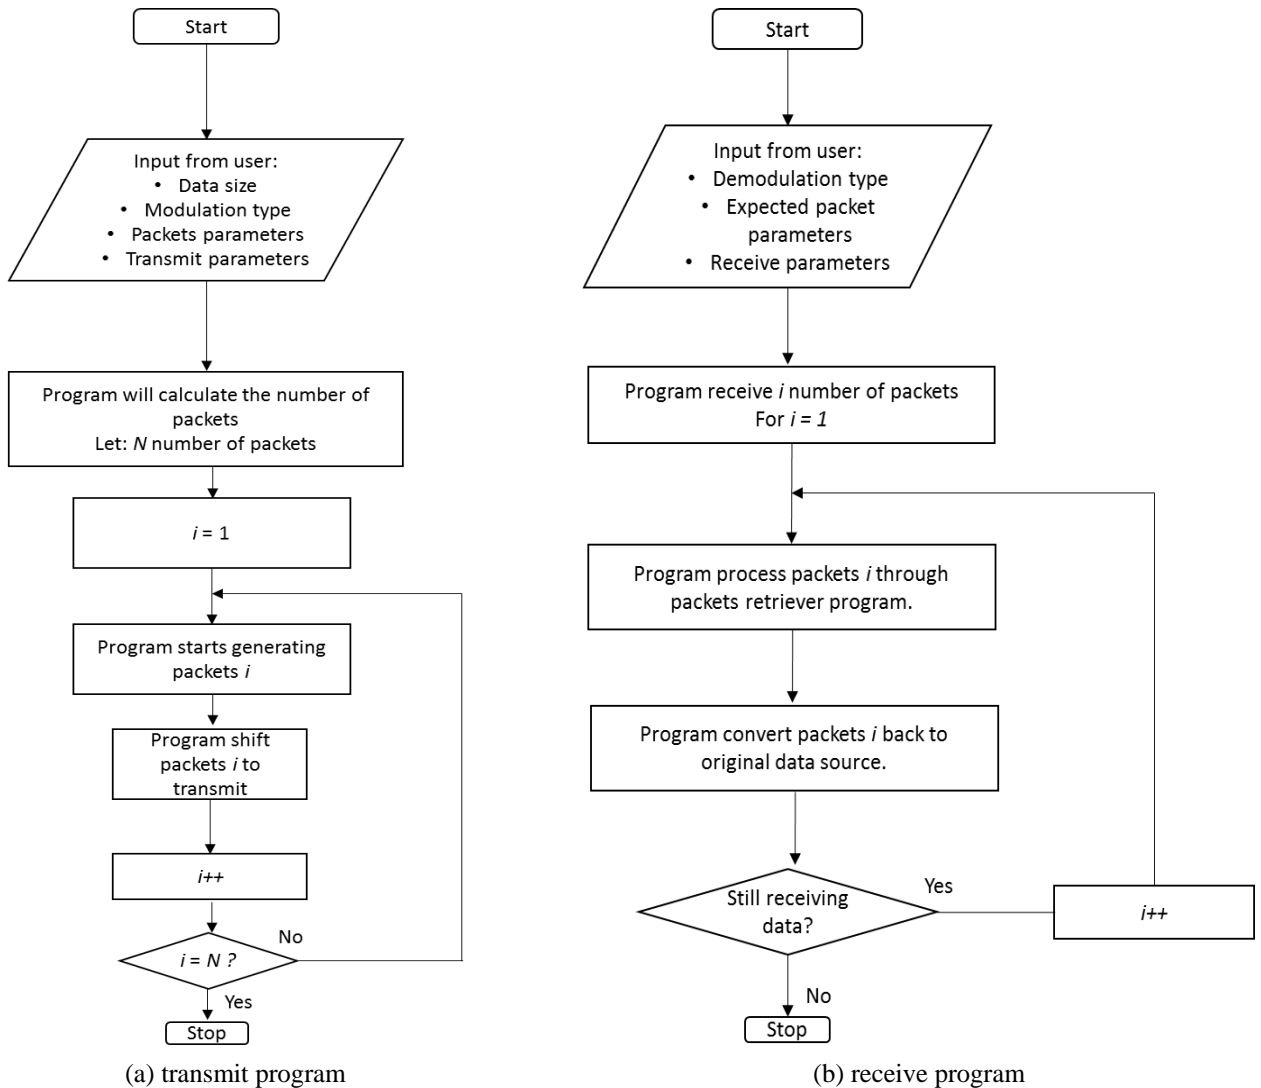 Start
Input from user:
• Data size
• Modulation type
• Packets parameters
• Transmit parameters
Program will calculate the number of
packets
Let: N number of packets
i = 1
Program starts generating
packets i
Program shift
packets i to
transmit
i++
i = N ?
No
Yes
Stop
(a) transmit program
Start
Input from user:
• Demodulation type
• Expected packet
parameters
• Receive parameters
Program receive i number of packets
For i = 1
Program process packets i through
packets retriever program.
Program convert packets i back to
original data source.
Still receiving
data?
Yes
i++
No
Stop
(b) receive program